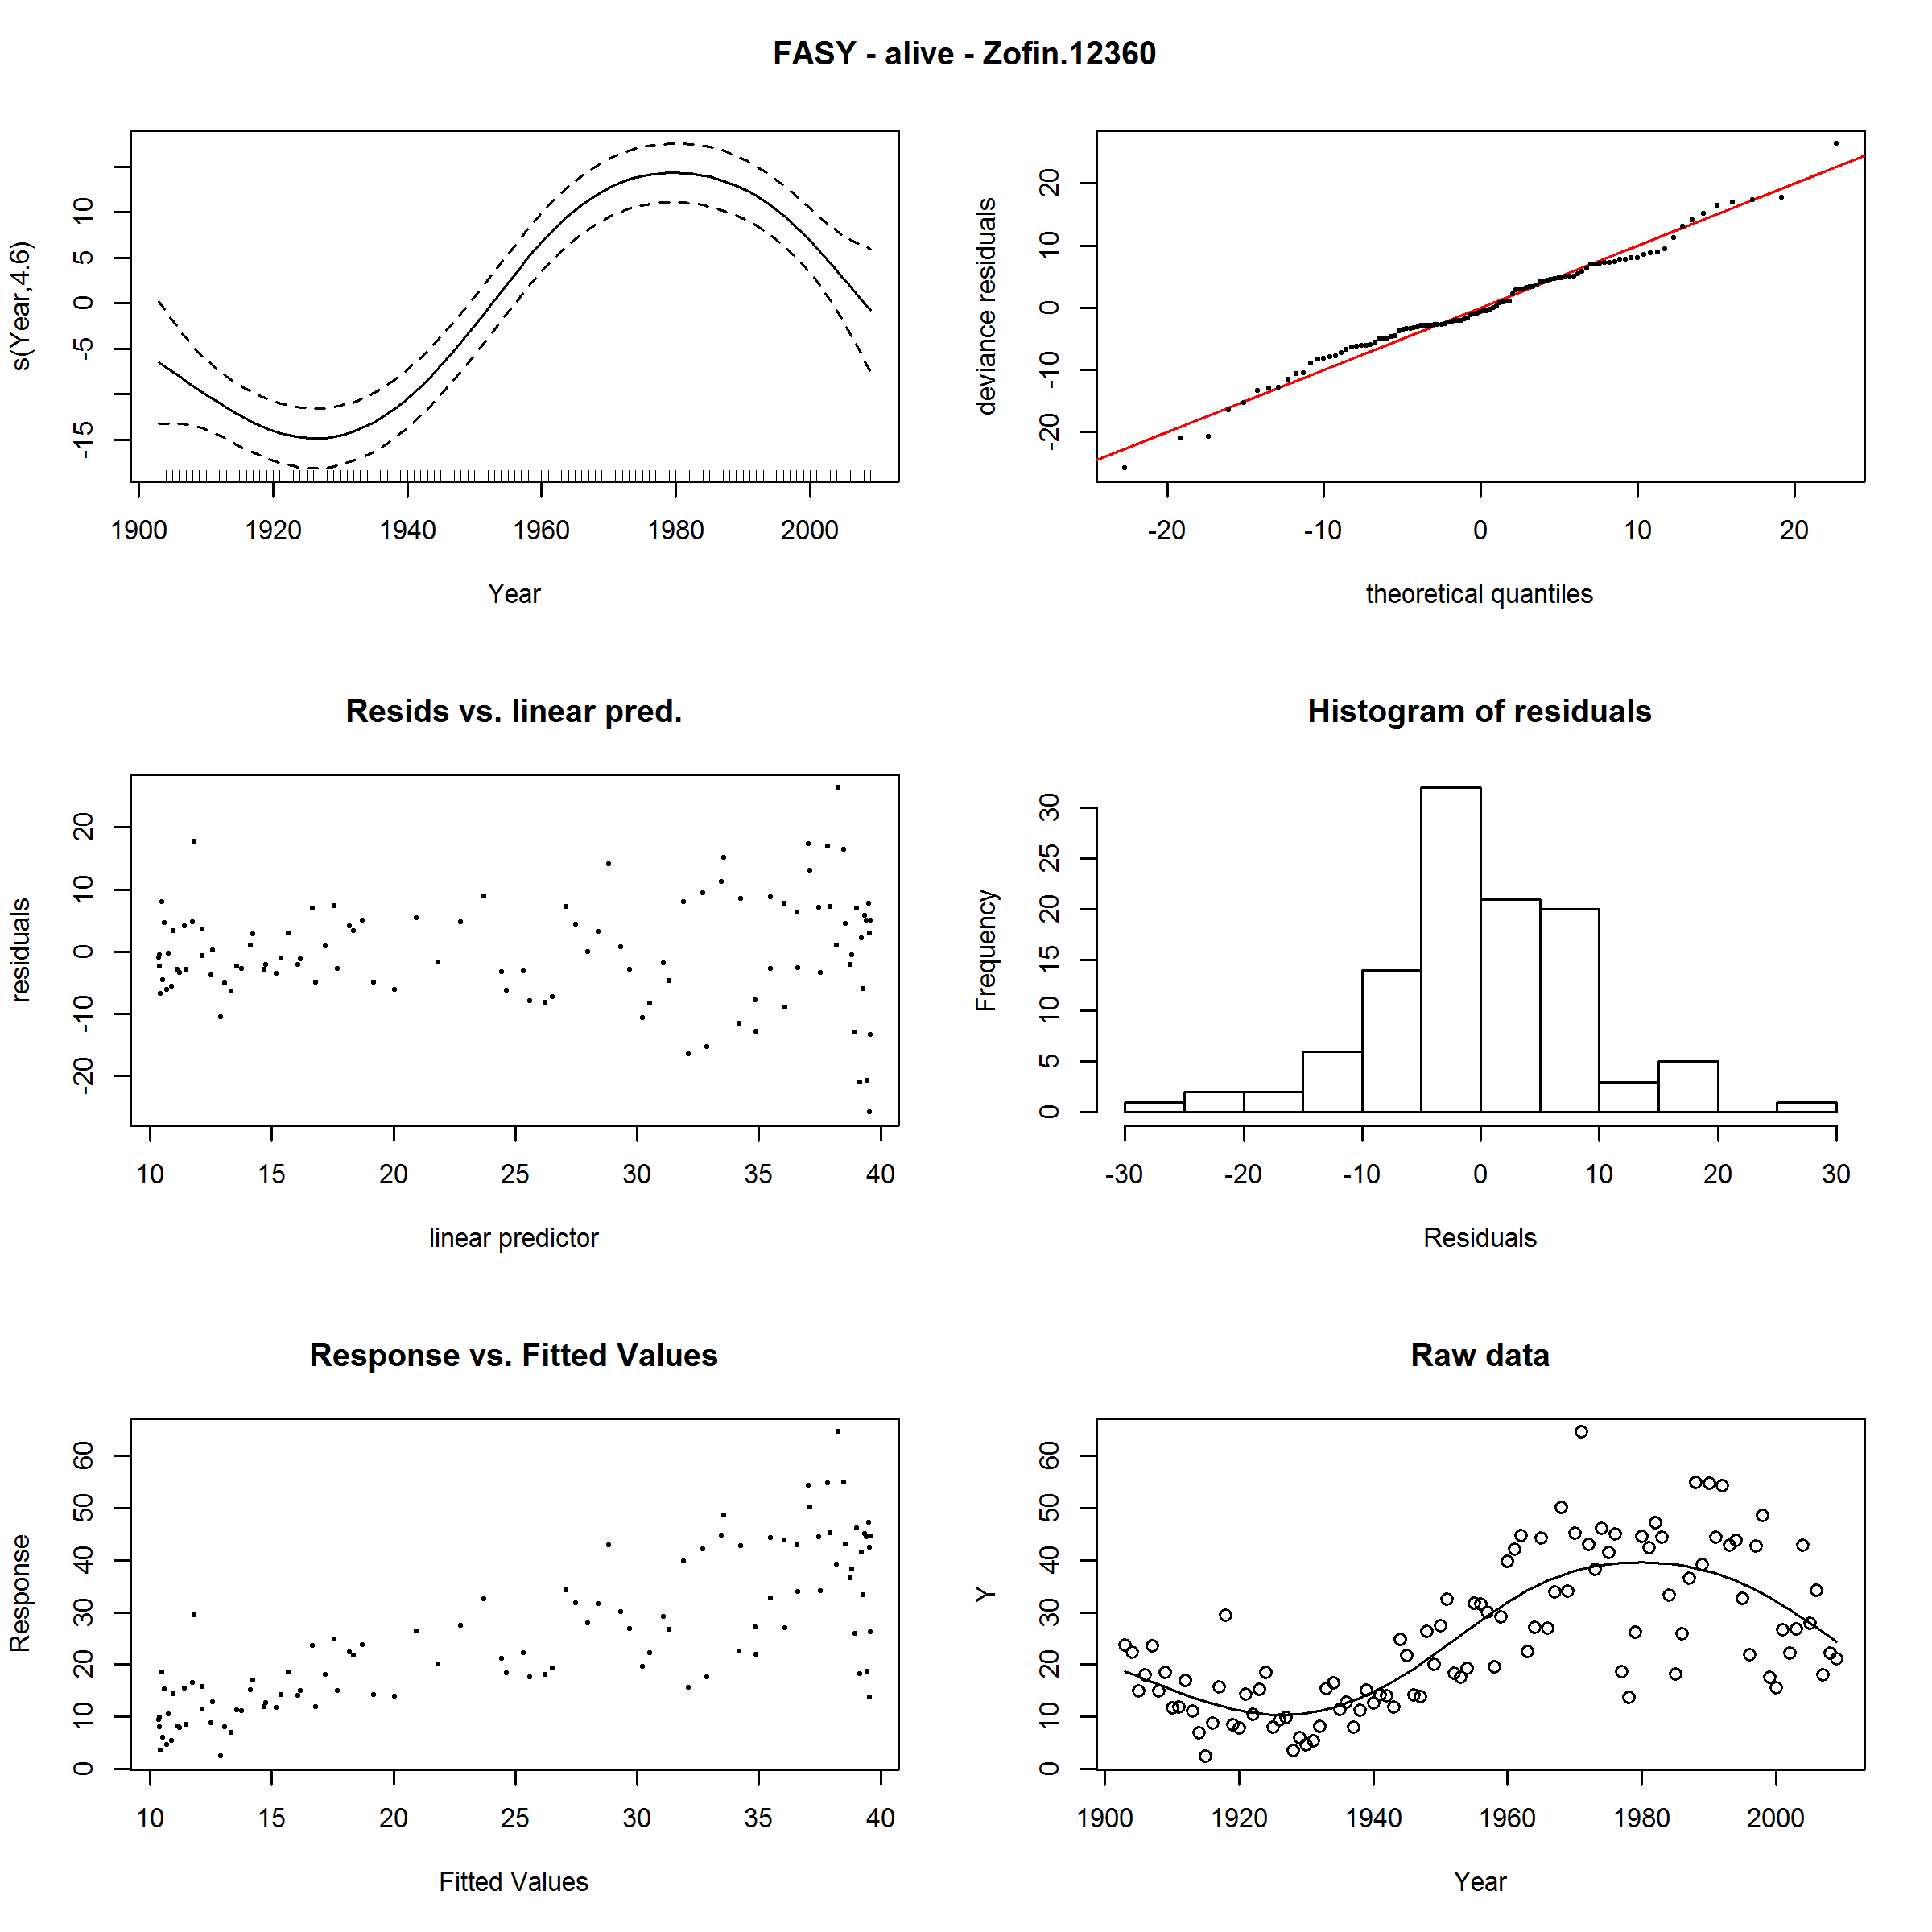 FASY - alive - Zofin.12360
s(Year,4.6)
-15 -5 0 5 10
1900 1920 1940 1960 1980 2000
Year
deviance residuals
-20 -10 0 10 20
-20 -10 0 10 20
theoretical quantiles
Resids vs. linear pred.
residuals
-20 -10 0 10 20
10 15 20 25 30 35 40
linear predictor
Histogram of residuals
Frequency
0 5 10 15 20 25 30
-30 -20 -10 0 10 20 30
Residuals
Response vs. Fitted Values
Response
0 10 20 30 40 50 60
10 15 20 25 30 35 40
Fitted Values
Raw data
Y
0 10 20 30 40 50 60
1900 1920 1940 1960 1980 2000
Year